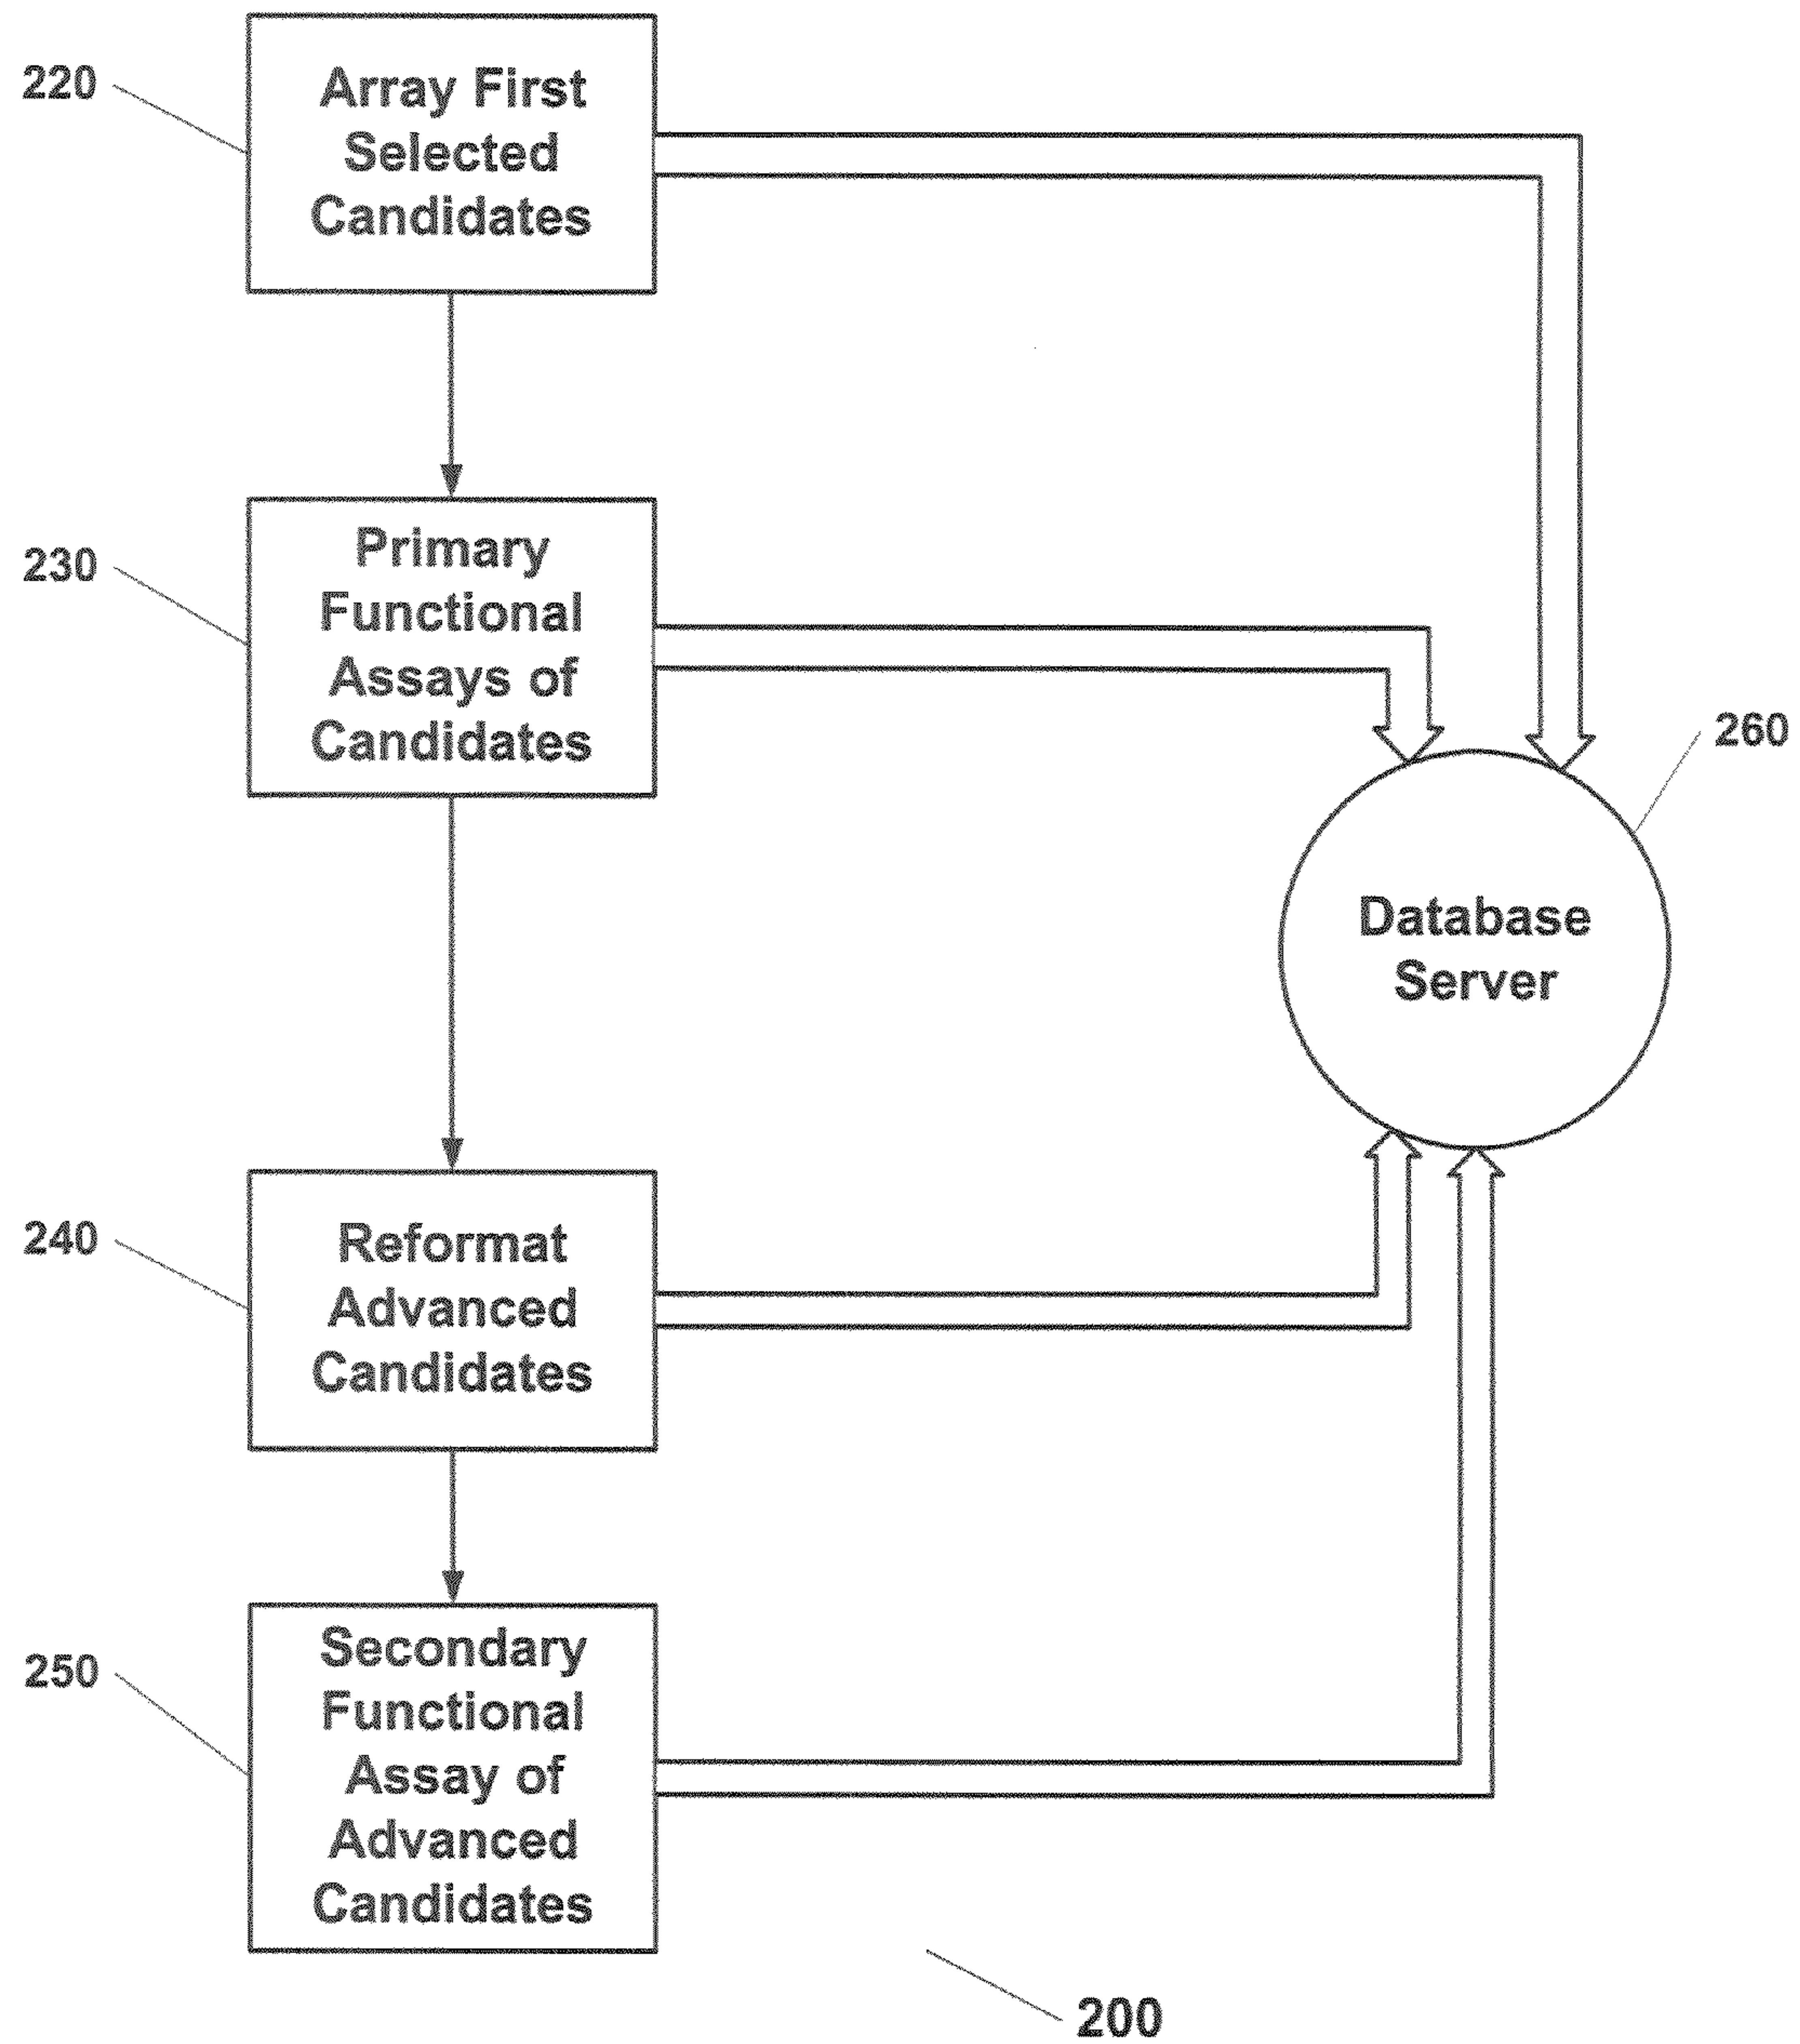 220
Array First
Selected
Candidates
230
Primary
Functional
Assays of
Candidates
260
Database
Server
240
Reformat
Advanced
Candidates
250
Secondary
Functional
Assay of
Advanced
Candidates
200